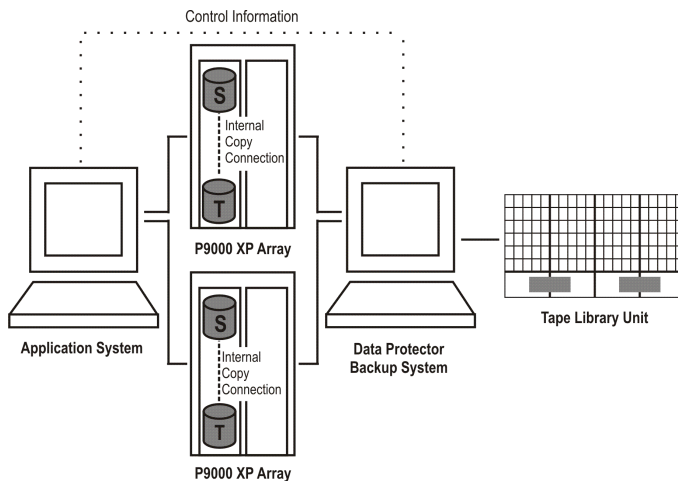 Control Information
S
Internal
Copy
Connection
T
P9000 XP Array
Application System
Data Protector
Backup System
Tape Library Unit
S
Internal
Copy
Connection
T
P9000 XP Array